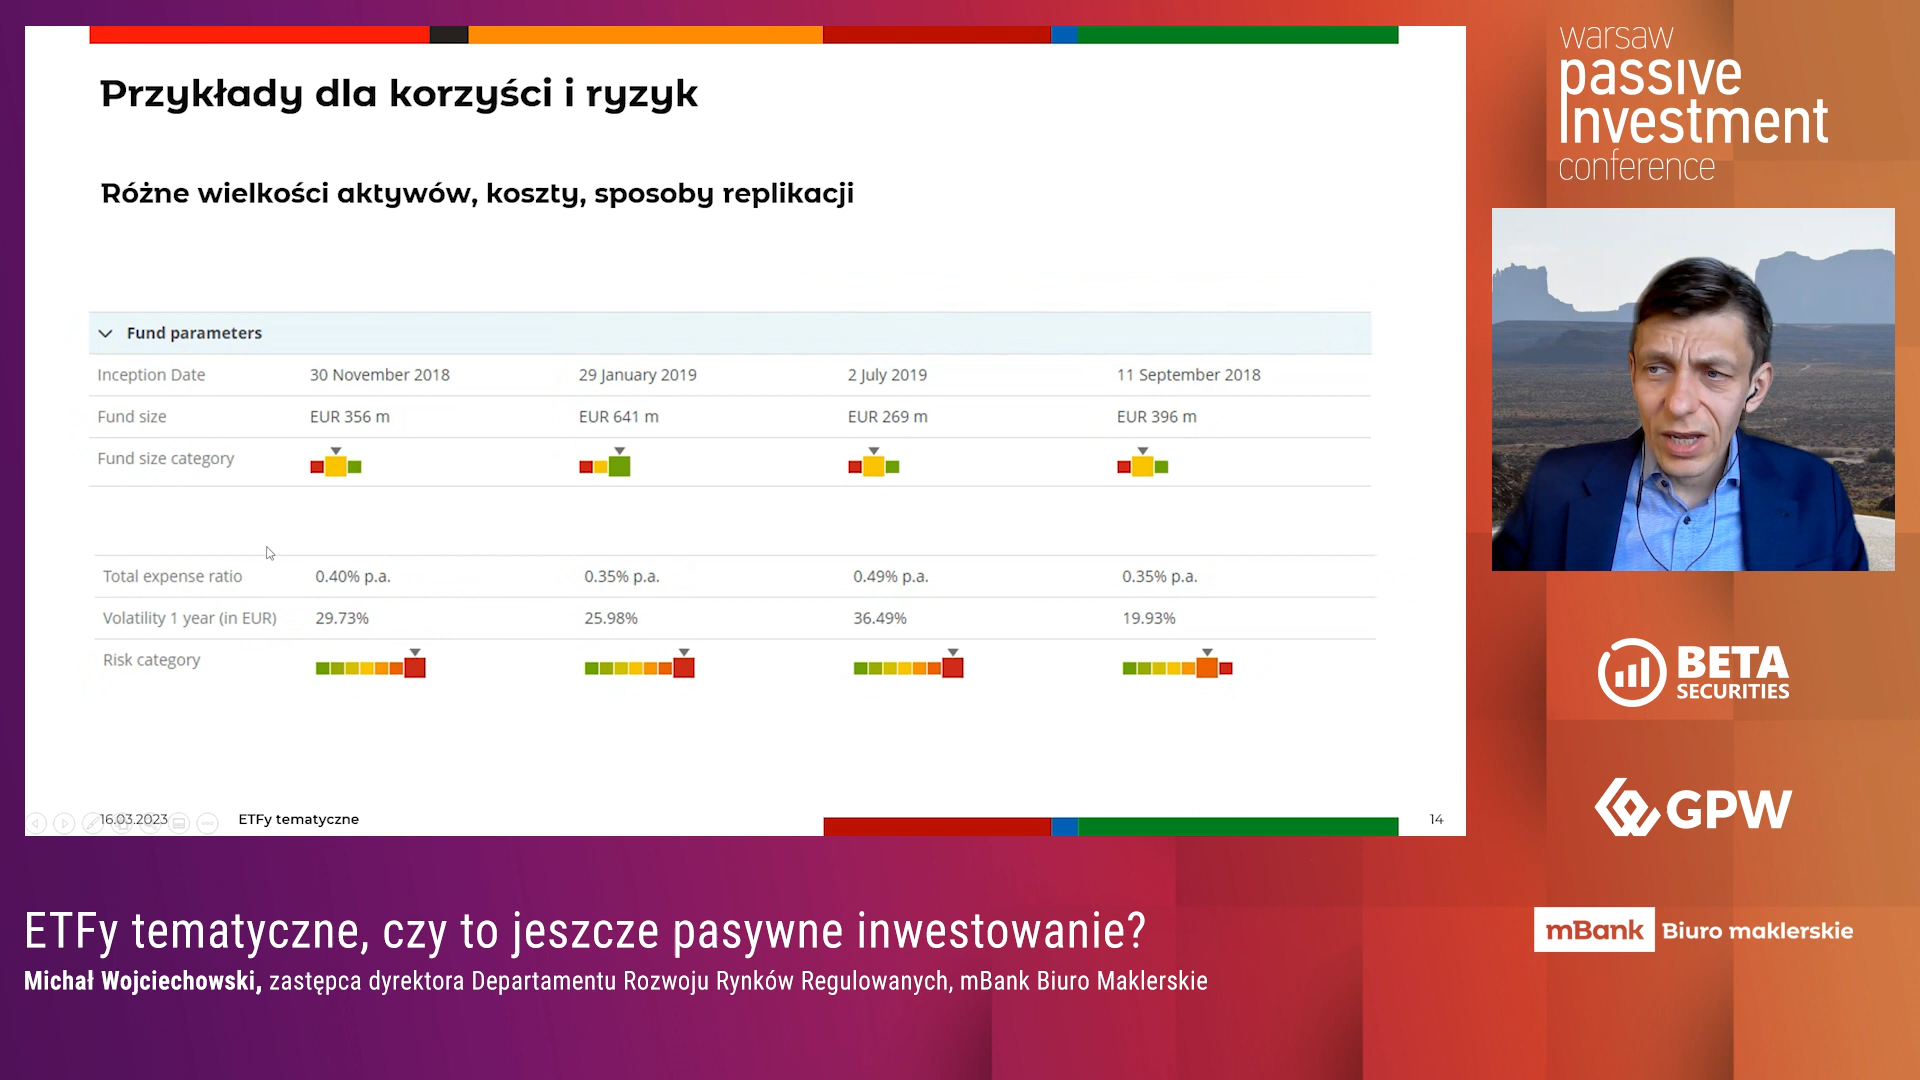 Przykłady dla korzyści i ryzyk
Różne wielkości aktywów, koszty, sposoby replikacji
Fund parameters
Inception Date 30 November 2018 29 January 2019 2 July 2019 11 September 2018
Fund size EUR 356 m EUR 641 m EUR 269 m EUR 396 m
Fund size category
Total expense ratio 0.40% p.a. 0.35% p.a. 0.49% p.a. 0.35% p.a.
Volatility 1 year (in EUR) 29.73% 25.98% 36.49% 19.93%
Risk category
16.03.2023 ETFy tematyczne 14
warsaw
passive
Investment
conference
BETA
SECURITIES
GPW
mBank Biuro maklerskie
ETFy tematyczne, czy to jeszcze pasywne inwestowanie?
Michał Wojciechowski, zastępca dyrektora Departamentu Rozwoju Rynków Regulowanych, mBank Biuro Maklerskie